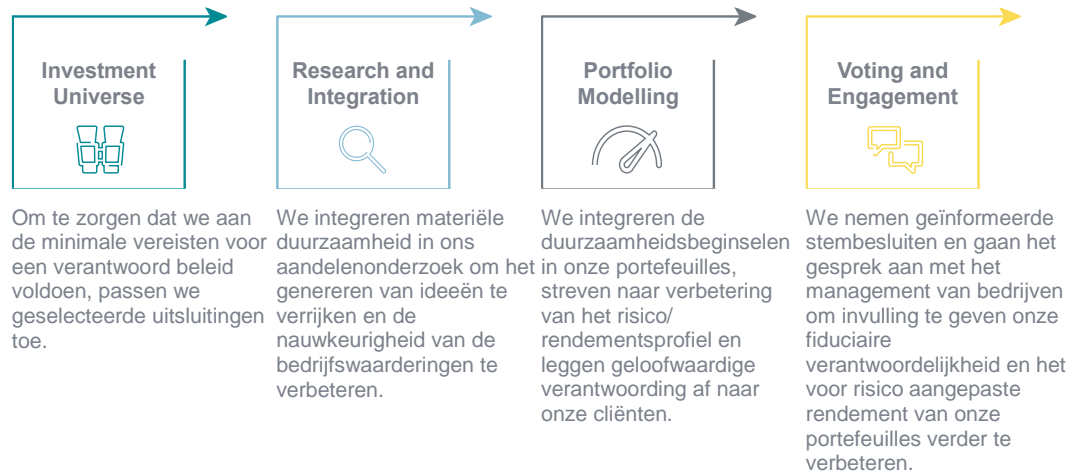 Investment
Universe
Om te zorgen dat we aan
de minimale vereisten voor
een verantwoord beleid
voldoen, passen we
geselecteerde uitsluitingen
toe.
Research and
Integration
We integreren materiële
duurzaamheid in ons
aandelenonderzoek om het
genereren van ideeën te
verrijken en de
nauwkeurigheid van de
bedrijfswaarderingen te
verbeteren.
Portfolio
Modelling
We integreren de
duurzaamheidsbeginselen
in onze portefeuilles,
streven naar verbetering
van het risico/
rendementsprofiel en
leggen geloofwaardige
verantwoording af naar
onze cliënten.
Voting and
Engagement
We nemen geïnformeerde
stembesluiten en gaan het
gesprek aan met het
management van bedrijven
om invulling te geven onze
fiduciaire
verantwoordelijkheid en het
voor risico aangepaste
rendement van onze
portefeuilles verder te
verbeteren.